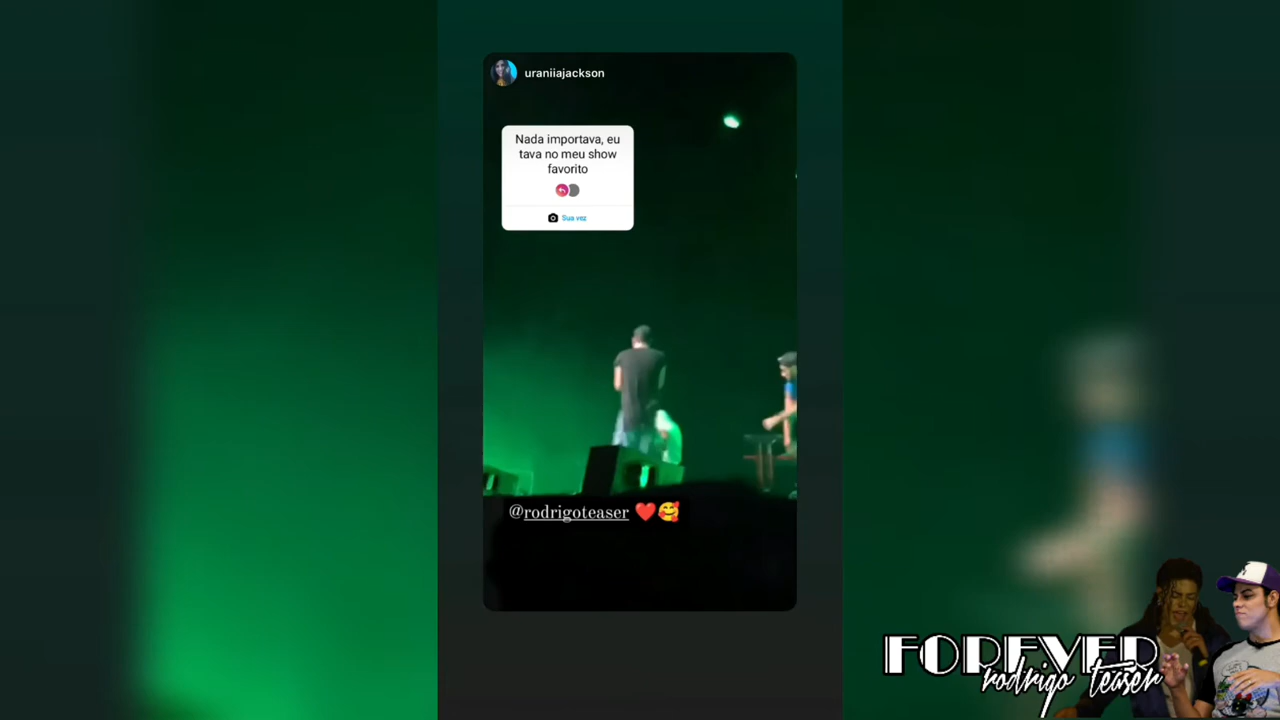 uraniiajackson
Nada importava, eu
tava no meu show
favorito
Sua vez
@rodrigoteaser ❤️🥰
FOREVER
rodrigo teaser